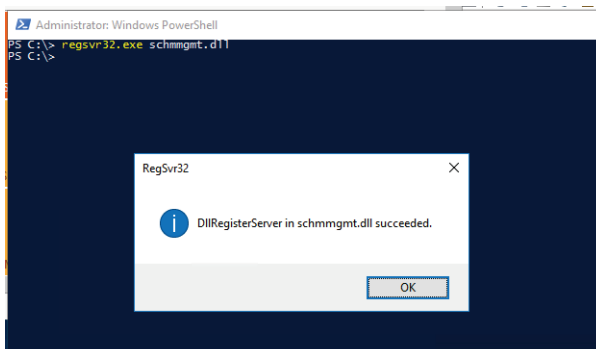 Administrator: Windows PowerShell
PS C:\> regsvr32.exe schmmgmt.dll
PS C:\>
RegSvr32
DllRegisterServer in schmmgmt.dll succeeded.
OK